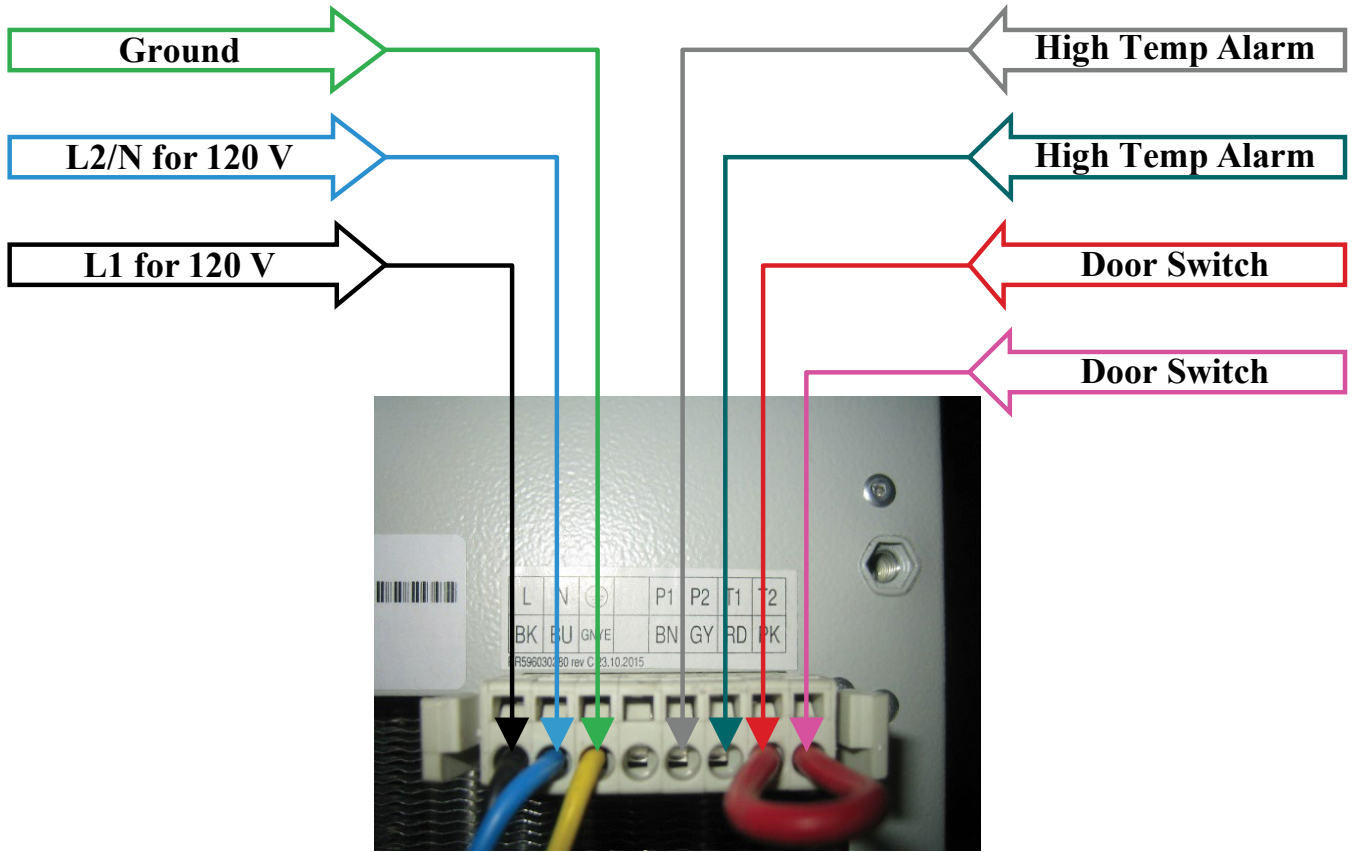 Ground
High Temp Alarm
L2/N for 120 V
High Temp Alarm
L1 for 120 V
Door Switch
Door Switch
L N P1 P2 T1 T2
BK BU GNYE BN GY RD PK
rev C 23.10.2015